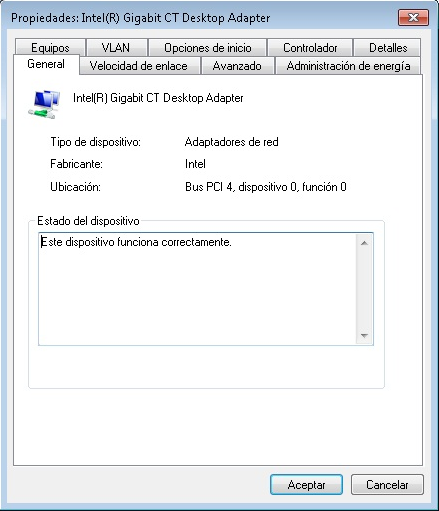 Propiedades: Intel(R) Gigabit CT Desktop Adapter
Equipos VLAN Opciones de inicio Controlador Detalles
General Velocidad de enlace Avanzado Administración de energía
Intel(R) Gigabit CT Desktop Adapter
Tipo de dispositivo: Adaptadores de red
Fabricante: Intel
Ubicación: Bus PCI 4, dispositivo 0, función 0
Estado del dispositivo
Este dispositivo funciona correctamente.
Aceptar Cancelar